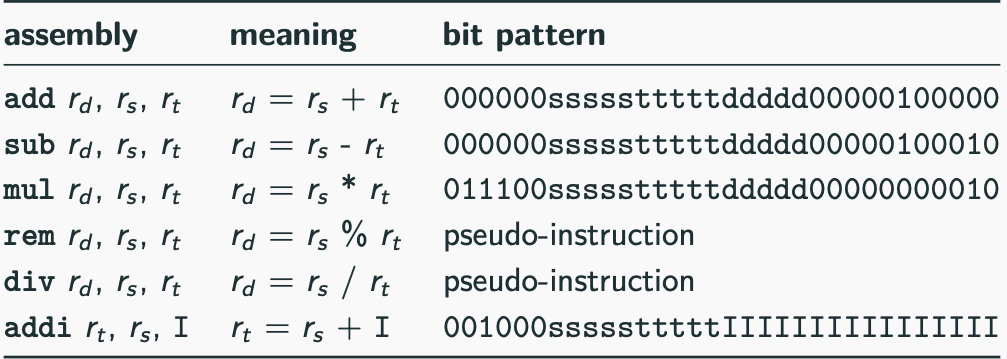 assembly meaning bit pattern
add r_d, r_s, r_t r_d = r_s + r_t 000000ssssstttttddddd00000100000
sub r_d, r_s, r_t r_d = r_s - r_t 000000ssssstttttddddd00000100010
mul r_d, r_s, r_t r_d = r_s * r_t 011100ssssstttttddddd00000000010
rem r_d, r_s, r_t r_d = r_s % r_t pseudo-instruction
div r_d, r_s, r_t r_d = r_s / r_t pseudo-instruction
addi r_t, r_s, I r_t = r_s + I 001000ssssstttttIIIIIIIIIIIIIIII